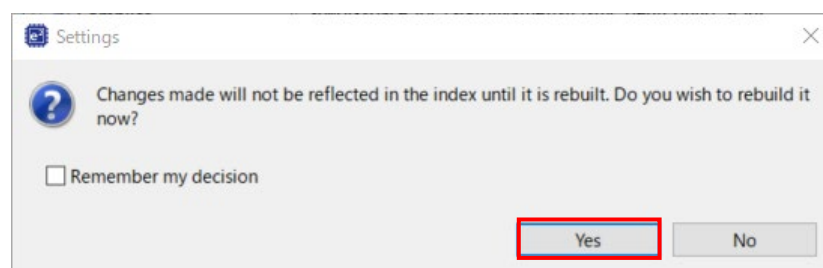 Settings
Changes made will not be reflected in the index until it is rebuilt. Do you wish to rebuild it
now?
Remember my decision
Yes No